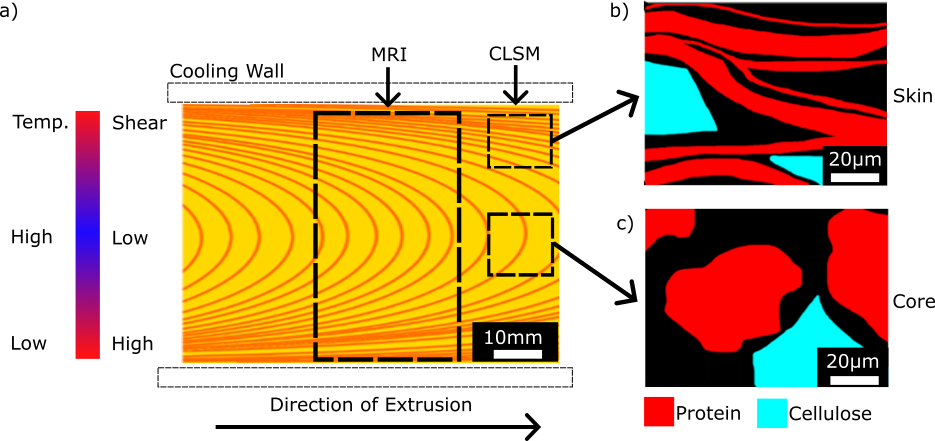 a)
Cooling Wall
MRI
CLSM
Temp.
Shear
High
Low
Low
High
10mm
Direction of Extrusion
b)
Skin
20µm
c)
Core
20µm
Protein
Cellulose